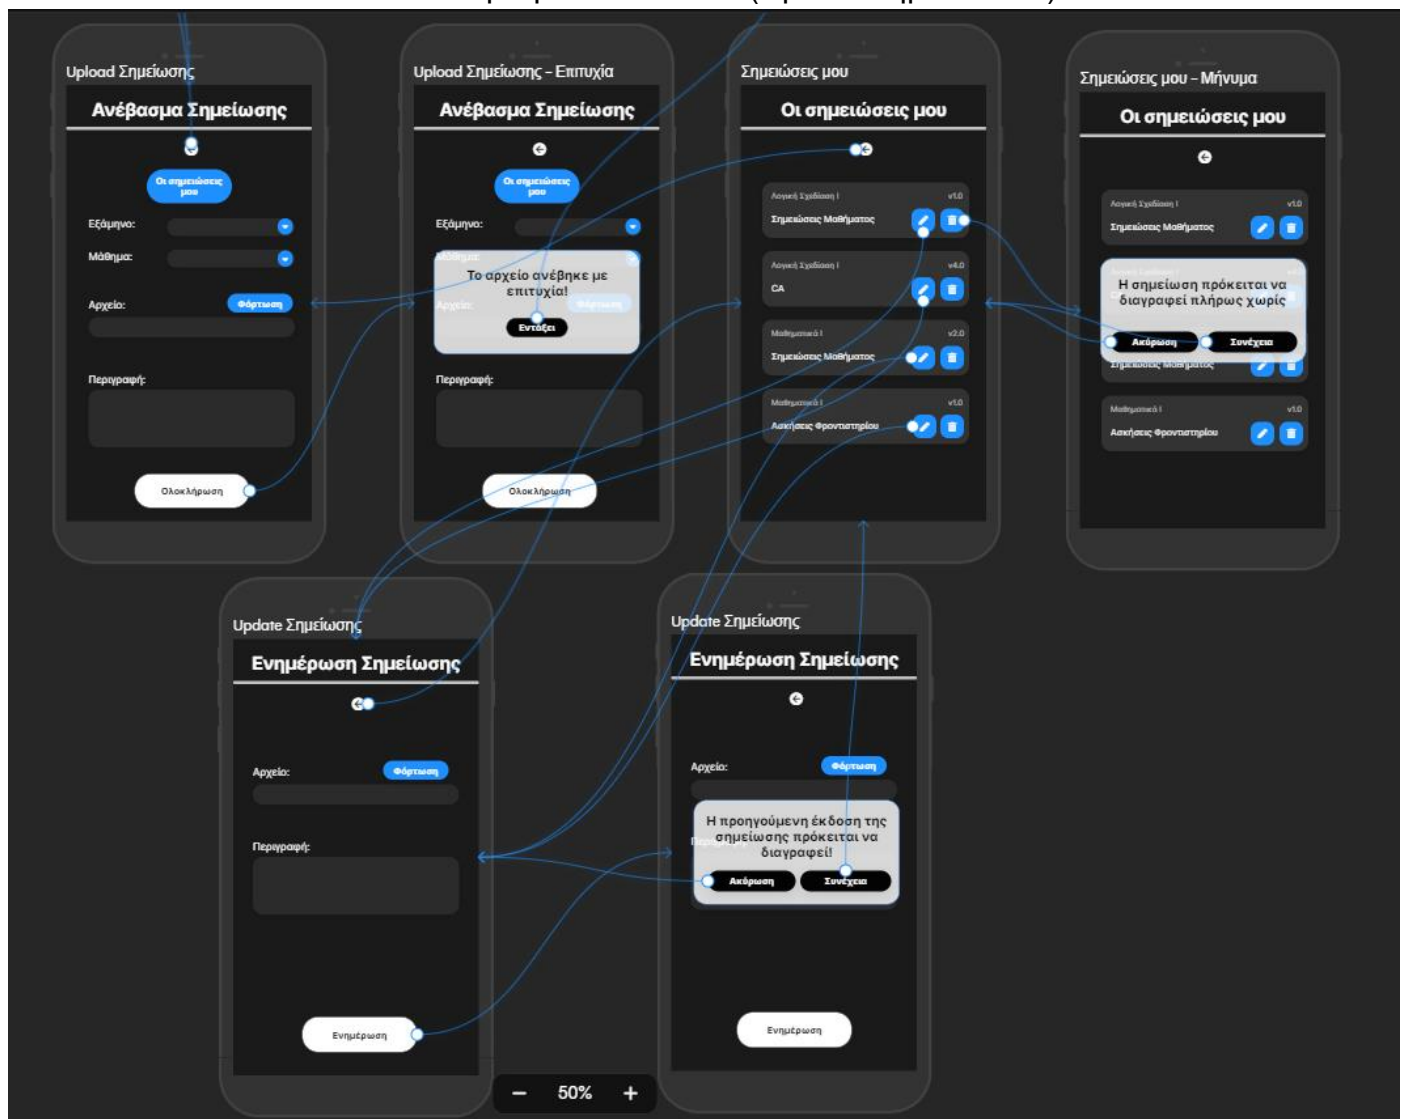 Upload Σημείωσης
Ανέβασμα Σημείωσης
Οι σημειώσεις
μου
Εξάμηνο:
Μάθημα:
Αρχείο:
Φόρτωση
Περιγραφή:
Ολοκλήρωση
Upload Σημείωσης - Επιτυχία
Ανέβασμα Σημείωσης
Οι σημειώσεις
μου
Εξάμηνο:
Μάθημα:
Το αρχείο ανέβηκε με
επιτυχία!
Αρχείο:
Φόρτωση
Εντάξει
Περιγραφή:
Ολοκλήρωση
Σημειώσεις μου
Οι σημειώσεις μου
Λογική Σχεδίαση Ι v1.0
Σημειώσεις Μαθήματος
Λογική Σχεδίαση Ι v4.0
CA
Μαθηματικά Ι v2.0
Σημειώσεις Μαθήματος
Μαθηματικά Ι v1.0
Ασκήσεις Φροντιστηρίου
Σημειώσεις μου - Μήνυμα
Οι σημειώσεις μου
Λογική Σχεδίαση Ι v1.0
Σημειώσεις Μαθήματος
Η σημείωση πρόκειται να
διαγραφεί πλήρως χωρίς
Ακύρωση Συνέχεια
Σημειώσεις Μαθήματος
Μαθηματικά Ι v1.0
Ασκήσεις Φροντιστηρίου
Update Σημείωσης
Ενημέρωση Σημείωσης
Αρχείο:
Φόρτωση
Περιγραφή:
Ενημέρωση
Update Σημείωσης
Ενημέρωση Σημείωσης
Αρχείο:
Φόρτωση
Η προηγούμενη έκδοση της
σημείωσης πρόκειται να
διαγραφεί!
Ακύρωση Συνέχεια
Ενημέρωση
− 50% +